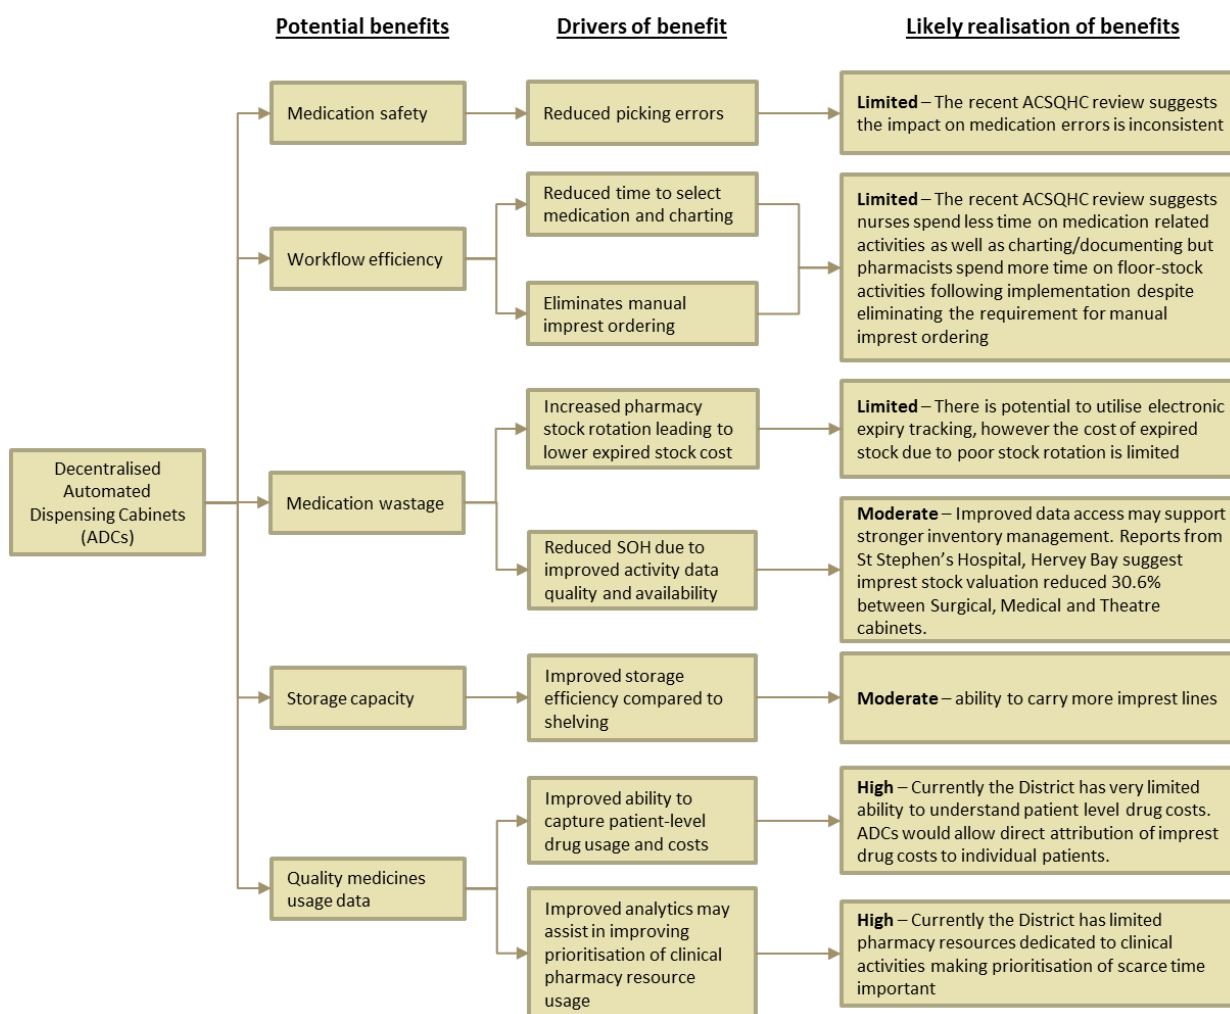 Potential benefits
Drivers of benefit
Likely realisation of benefits
Medication safety
Reduced picking errors
Limited – The recent ACSQHC review suggests
the impact on medication errors is inconsistent
Workflow efficiency
Reduced time to select
medication and charting
Eliminates manual
imprest ordering
Limited – The recent ACSQHC review suggests
nurses spend less time on medication related
activities as well as charting/documenting but
pharmacists spend more time on floor-stock
activities following implementation despite
eliminating the requirement for manual
imprest ordering
Decentralised
Automated
Dispensing Cabinets
(ADCs)
Medication wastage
Increased pharmacy
stock rotation leading to
lower expired stock cost
Limited – There is potential to utilise electronic
expiry tracking, however the cost of expired
stock due to poor stock rotation is limited
Reduced SOH due to
improved activity data
quality and availability
Moderate – Improved data access may support
stronger inventory management. Reports from
St Stephen's Hospital, Hervey Bay suggest
imprest stock valuation reduced 30.6%
between Surgical, Medical and Theatre
cabinets.
Storage capacity
Improved storage
efficiency compared to
shelving
Moderate – ability to carry more imprest lines
Quality medicines
usage data
Improved ability to
capture patient-level
drug usage and costs
High – Currently the District has very limited
ability to understand patient level drug costs.
ADCs would allow direct attribution of imprest
drug costs to individual patients.
Improved analytics may
assist in improving
prioritisation of clinical
pharmacy resource
usage
High – Currently the District has limited
pharmacy resources dedicated to clinical
activities making prioritisation of scarce time
important